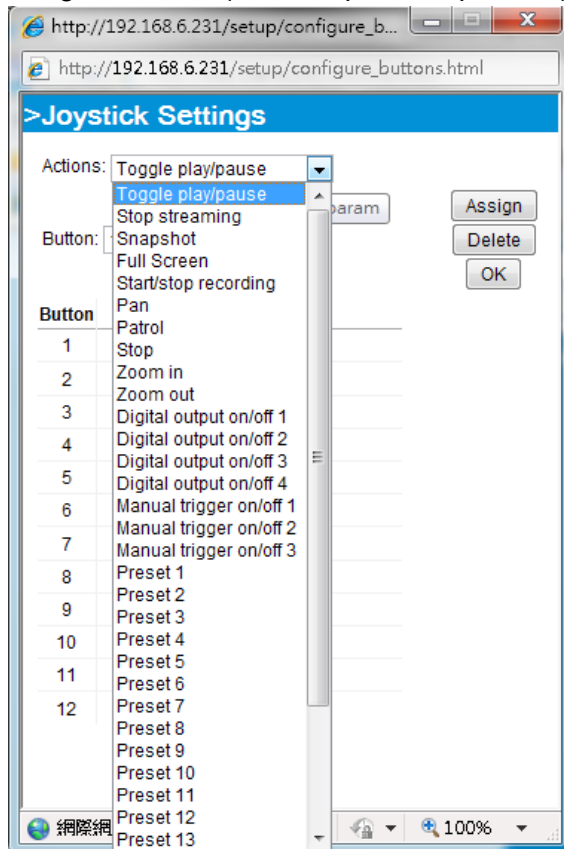 http://192.168.6.231/setup/configure_b...
http://192.168.6.231/setup/configure_buttons.html
>Joystick Settings
Actions: Toggle play/pause
Toggle play/pause
param
Assign
Stop streaming
Button:
Snapshot
Delete
Full Screen
OK
Start/stop recording
Button
Pan
Patrol
1
Stop
2
Zoom in
Zoom out
3
Digital output on/off 1
4
Digital output on/off 2
Digital output on/off 3
5
Digital output on/off 4
6
Manual trigger on/off 1
Manual trigger on/off 2
7
Manual trigger on/off 3
8
Preset 1
Preset 2
9
Preset 3
10
Preset 4
Preset 5
11
Preset 6
12
Preset 7
Preset 8
Preset 9
Preset 10
Preset 11
Preset 12
Preset 13
網際網
100%